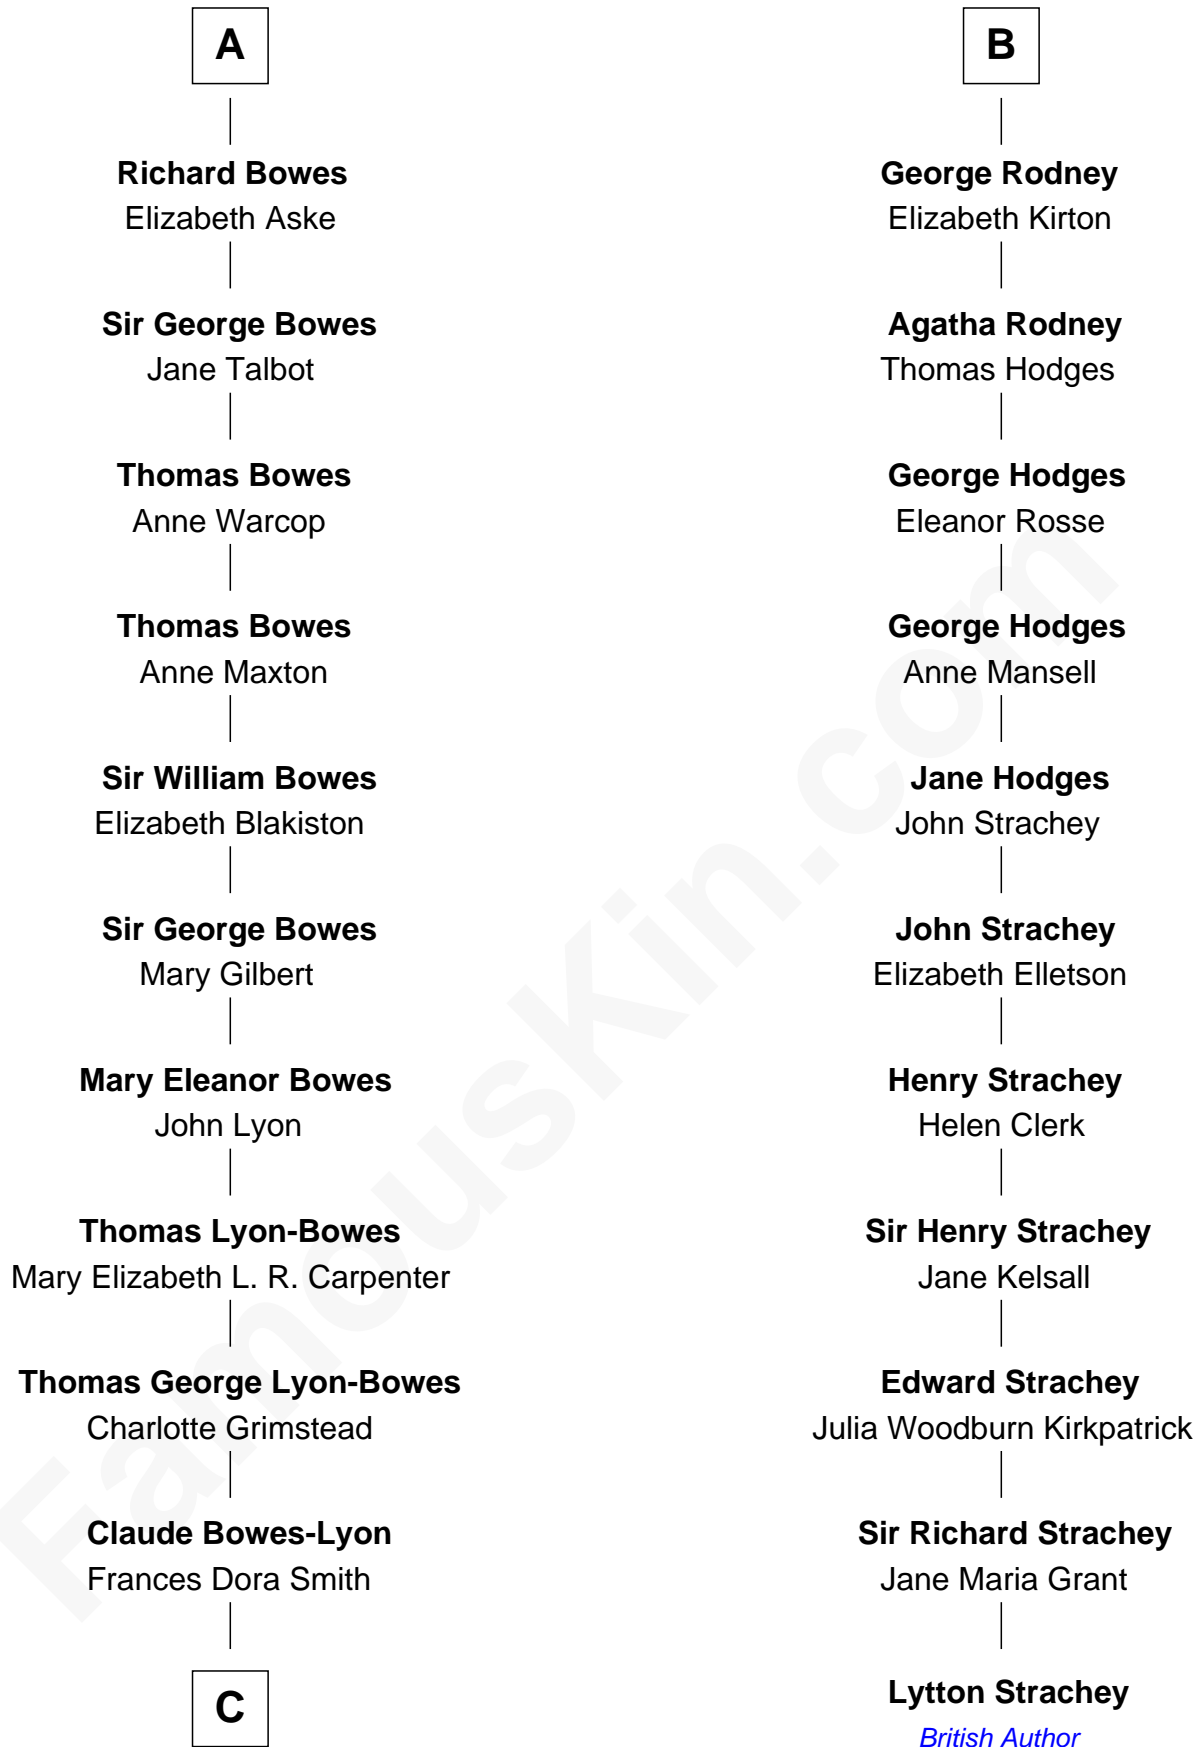 A
Richard Bowes
Elizabeth Aske
Sir George Bowes
Jane Talbot
Thomas Bowes
Anne Warcop
Thomas Bowes
Anne Maxton
Sir William Bowes
Elizabeth Blakiston
Sir George Bowes
Mary Gilbert
Mary Eleanor Bowes
John Lyon
Thomas Lyon-Bowes
Mary Elizabeth L. R. Carpenter
Thomas George Lyon-Bowes
Charlotte Grimstead
Claude Bowes-Lyon
Frances Dora Smith
C
B
George Rodney
Elizabeth Kirton
Agatha Rodney
Thomas Hodges
George Hodges
Eleanor Rosse
George Hodges
Anne Mansell
Jane Hodges
John Strachey
John Strachey
Elizabeth Elletson
Henry Strachey
Helen Clerk
Sir Henry Strachey
Jane Kelsall
Edward Strachey
Julia Woodburn Kirkpatrick
Sir Richard Strachey
Jane Maria Grant
Lytton Strachey
British Author
FamousKin.com